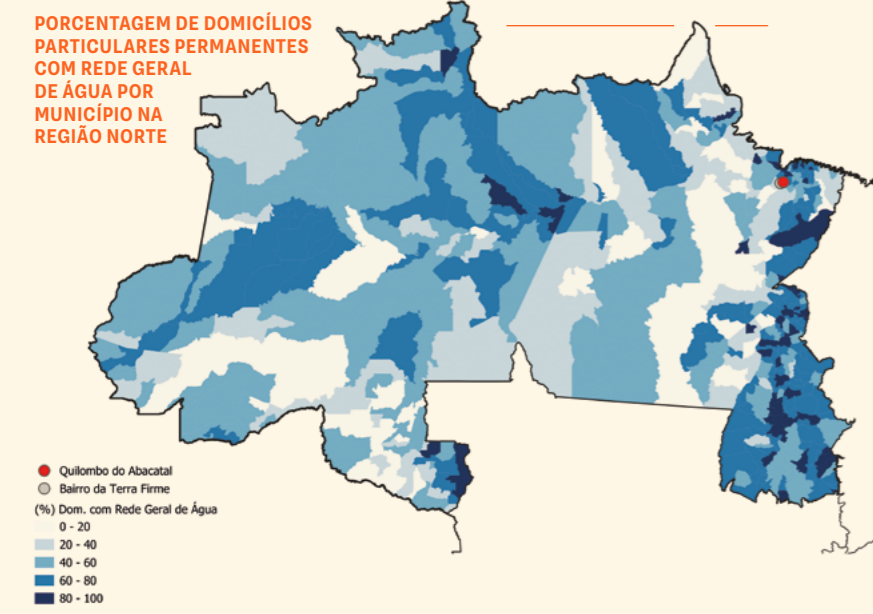 PORCENTAGEM DE DOMICÍLIOS
PARTICULARES PERMANENTES
COM REDE GERAL
DE ÁGUA POR
MUNICÍPIO NA
REGIÃO NORTE
Quilombo do Abacatal
Bairro da Terra Firme
(%) Dom. com Rede Geral de Água
0 - 20
20 - 40
40 - 60
60 - 80
80 - 100